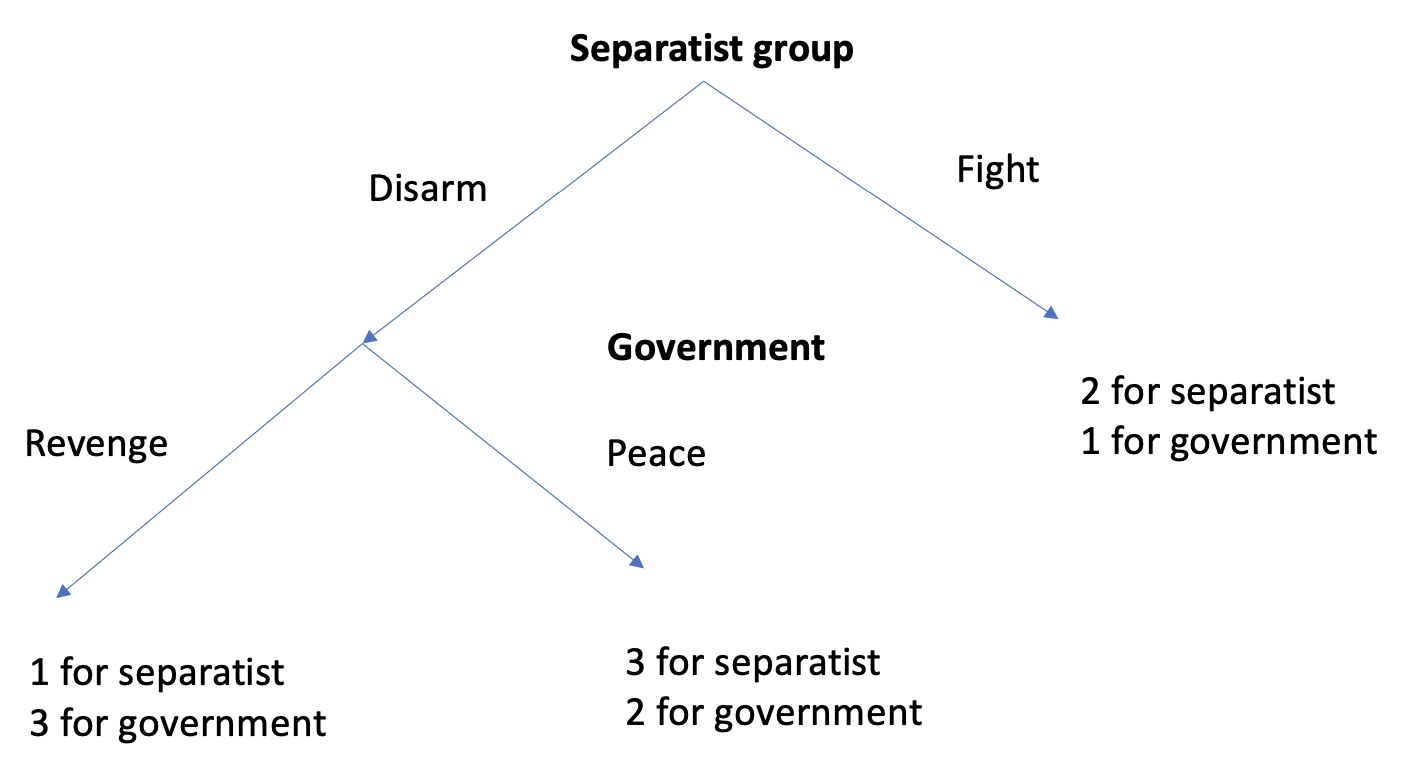 Separatist group
Disarm
Fight
Government
Revenge
Peace
2 for separatist
1 for government
1 for separatist
3 for government
3 for separatist
2 for government